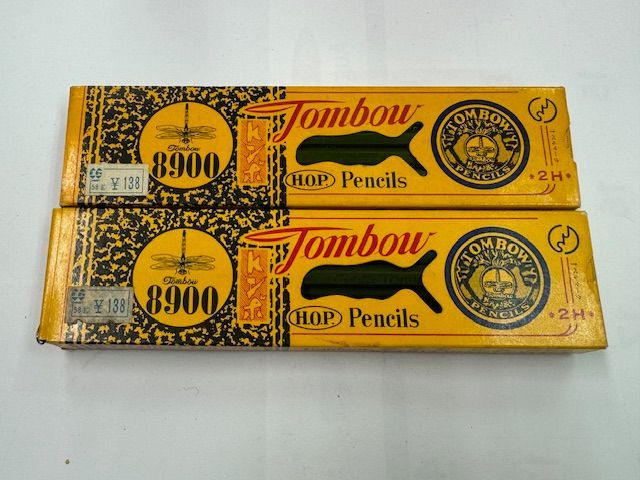 Tombow
Tombow
8900
H.O.P. Pencils
TOMBOW
PENCILS
*2H*
¥138
Tombow
Tombow
8900
H.O.P. Pencils
TOMBOW
PENCILS
*2H*
¥138